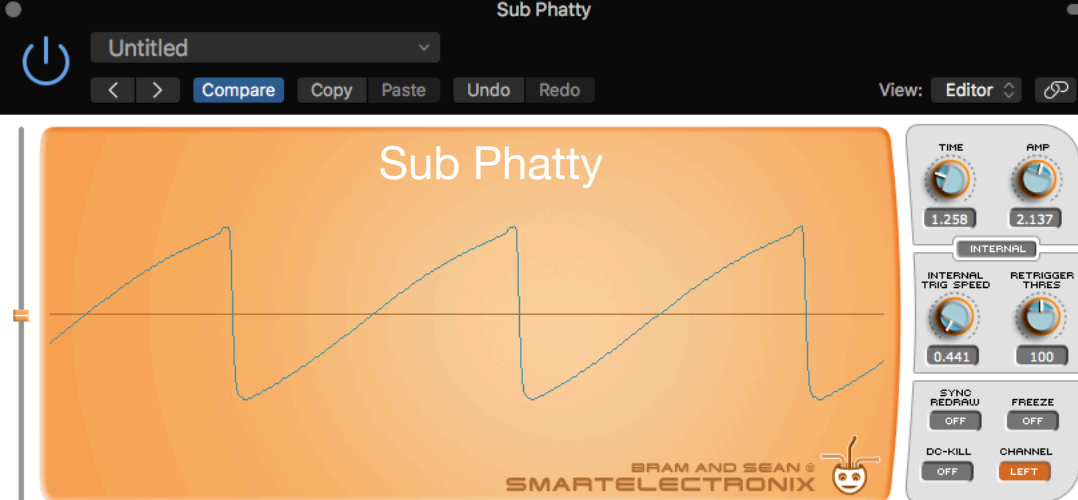 Sub Phatty
Untitled
Compare Copy Paste Undo Redo View: Editor
Sub Phatty
TIME AMP
1.258 2.137
INTERNAL
INTERNAL TRIG SPEED
RETRIGGER THRES
0.441 100
SYNC REDRAW
FREEZE
OFF OFF
DC-KILL CHANNEL
OFF LEFT
BRAM AND SEAN @
SMARTELECTRONIX